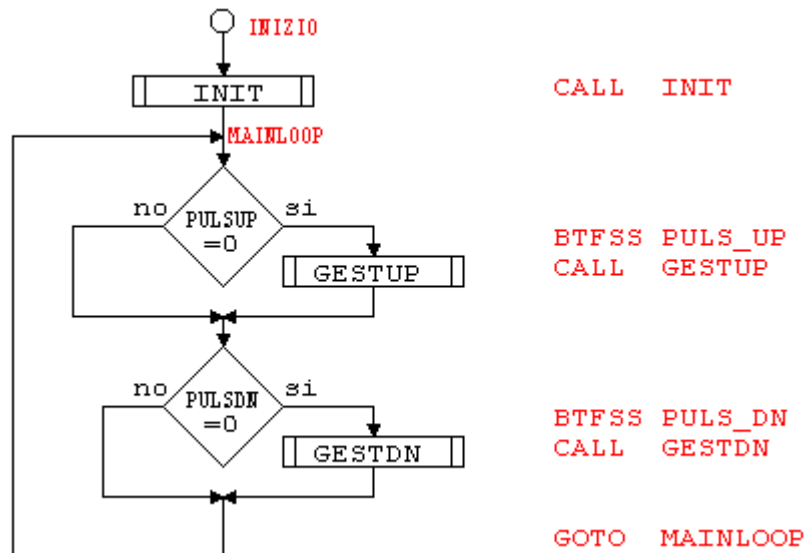 INIZIO
INIT
CALL INIT
MAINLOOP
no
si
PULSUP
=0
BTFSS PULS_UP
GESTUP
CALL GESTUP
no
si
PULSDN
=0
BTFSS PULS_DN
GESTDN
CALL GESTDN
GOTO MAINLOOP